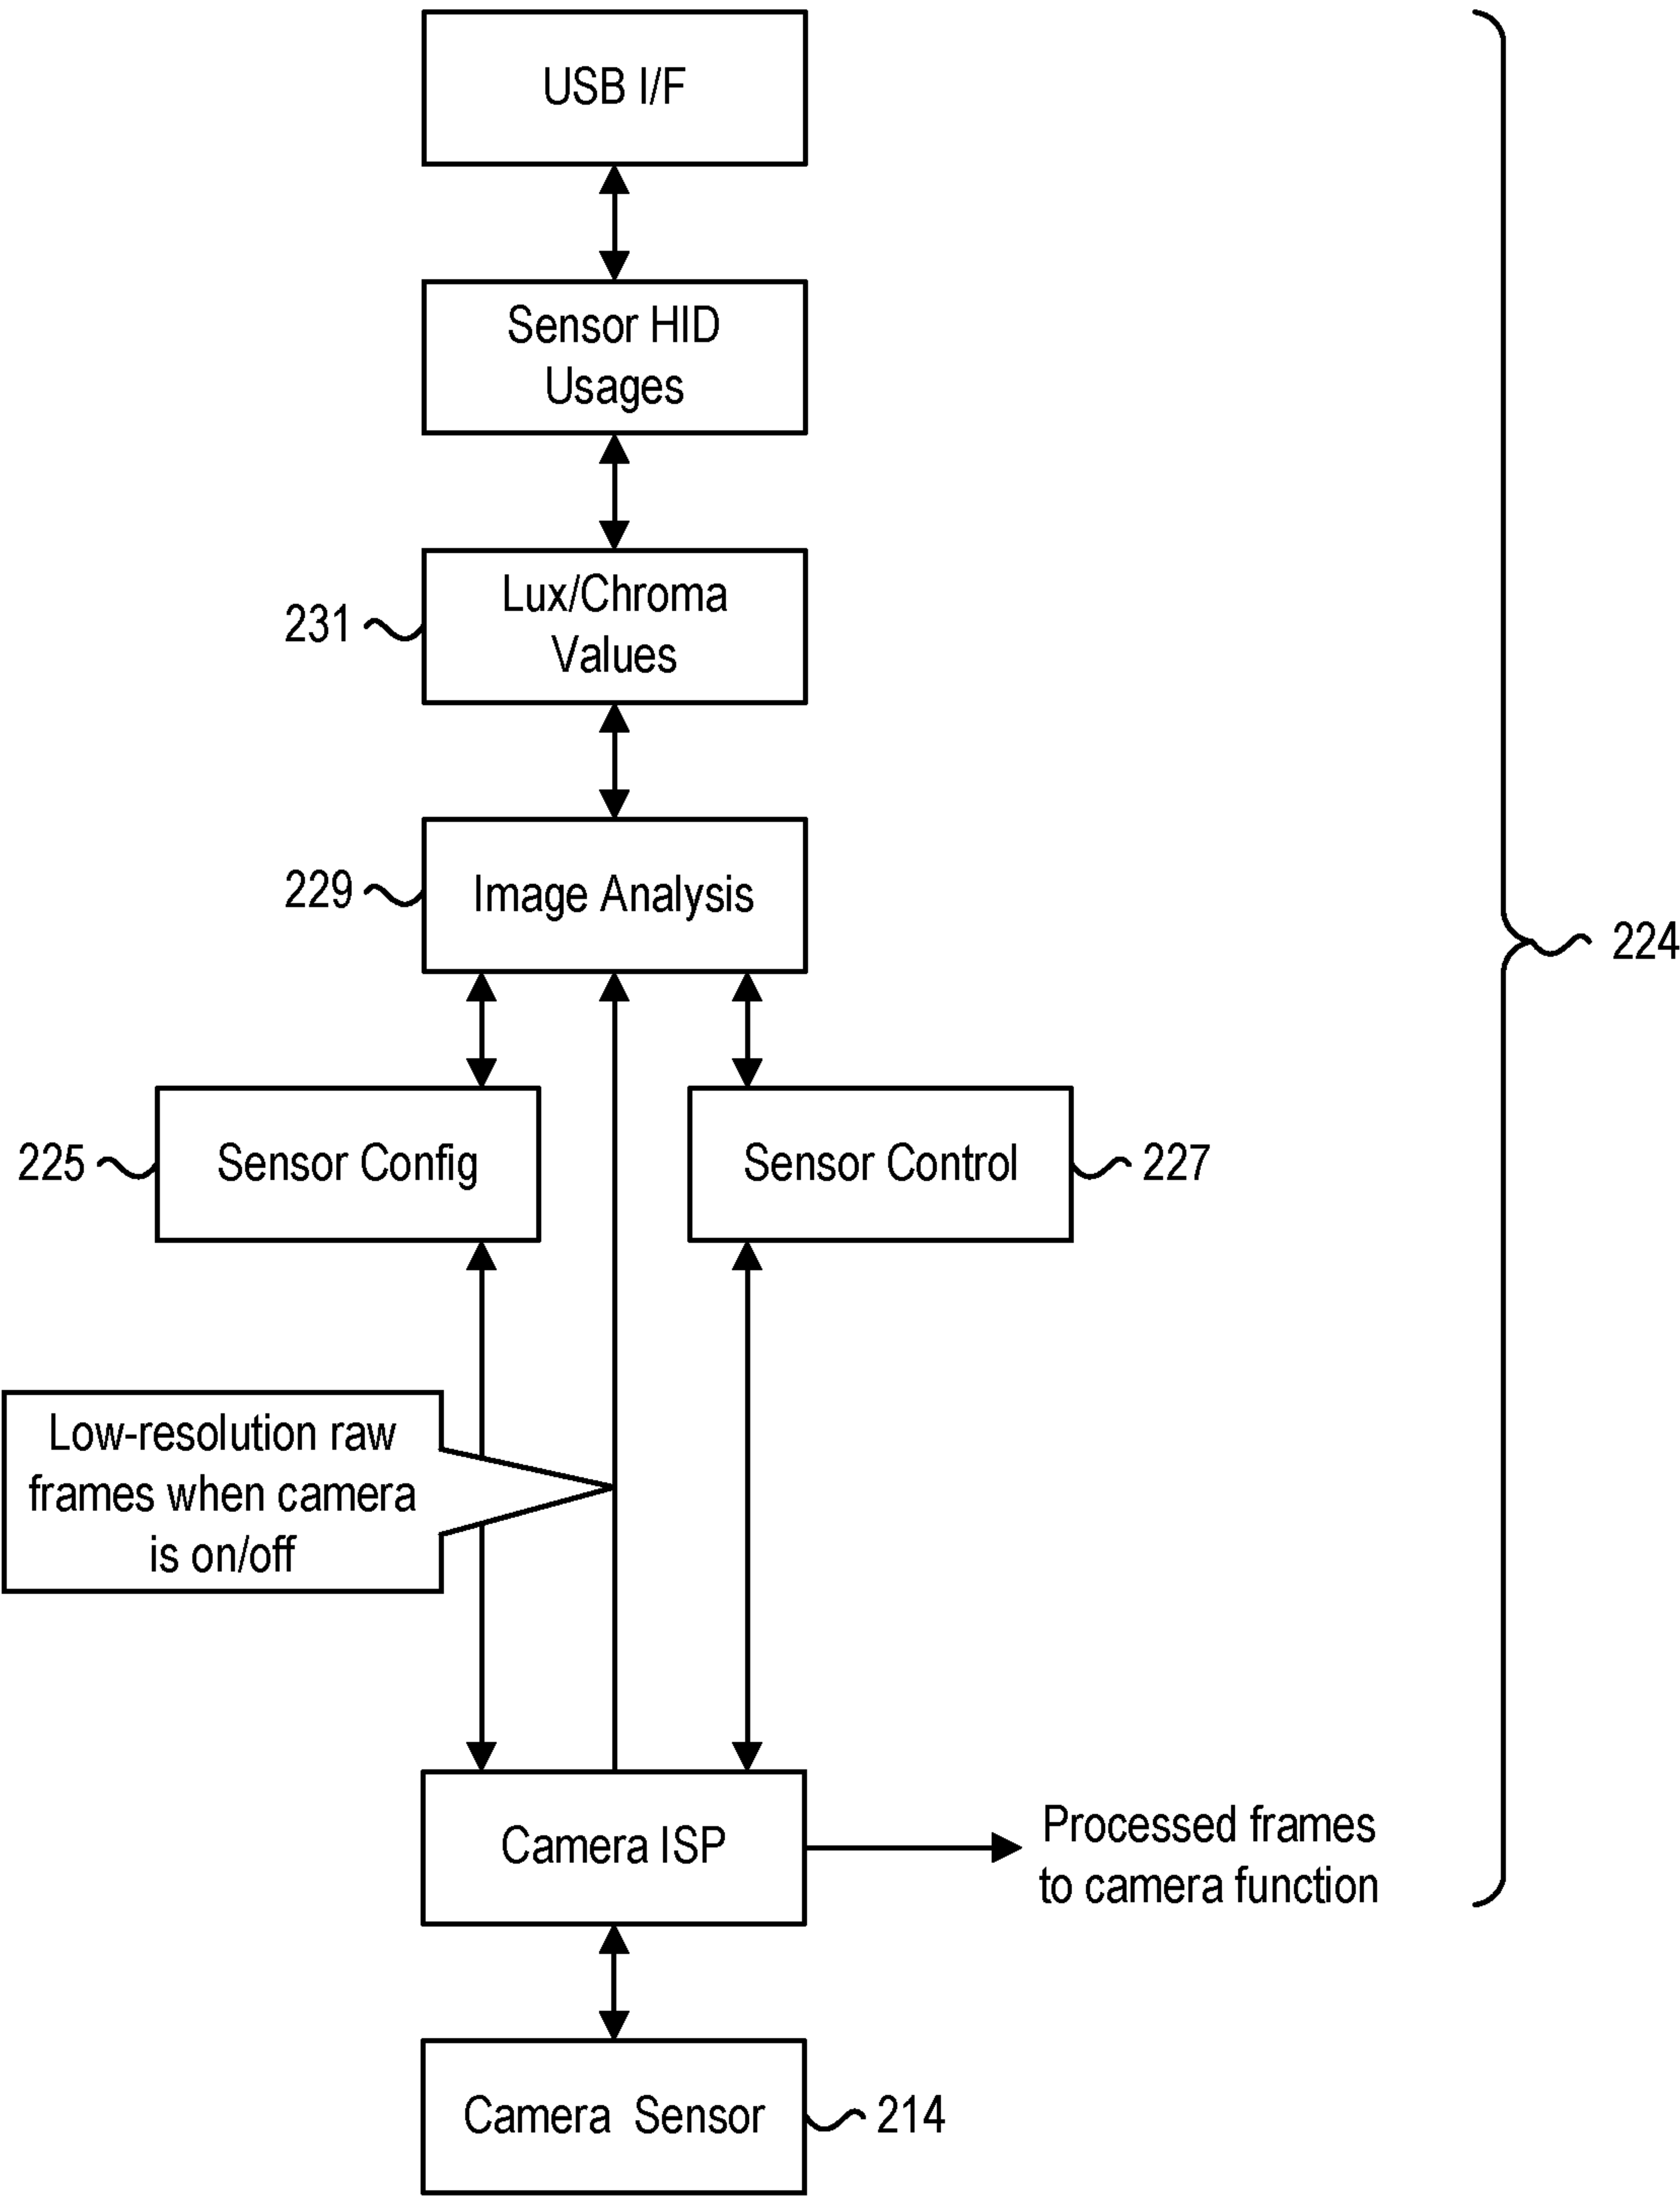 USB I/F
Sensor HID
Usages
231
Lux/Chroma
Values
229
Image Analysis
224
225
Sensor Config
Sensor Control
227
Low-resolution raw
frames when camera
is on/off
Camera ISP
Processed frames
to camera function
Camera Sensor
214